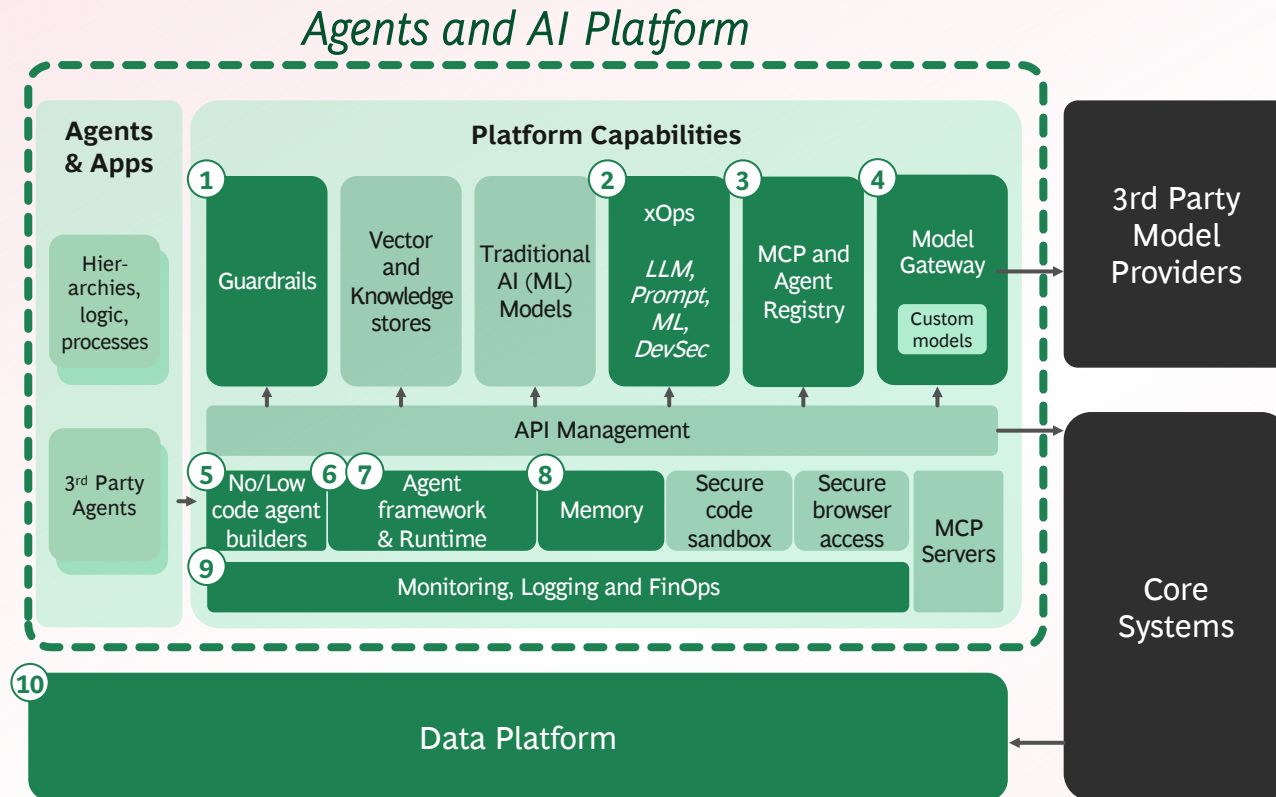 Agents and AI Platform
Agents
& Apps
Hier-
archies,
logic,
processes
3rd Party
Agents
Platform Capabilities
1
Guardrails
Vector
and
Knowledge
stores
Traditional
AI (ML)
Models
2
xOps
LLM,
Prompt,
ML,
DevSec
3
MCP and
Agent
Registry
4
Model
Gateway
Custom
models
API Management
5
No/Low
code agent
builders
6
7
Agent
framework
& Runtime
8
Memory
Secure
code
sandbox
Secure
browser
access
MCP
Servers
9
Monitoring, Logging and FinOps
3rd Party
Model
Providers
Core
Systems
10
Data Platform